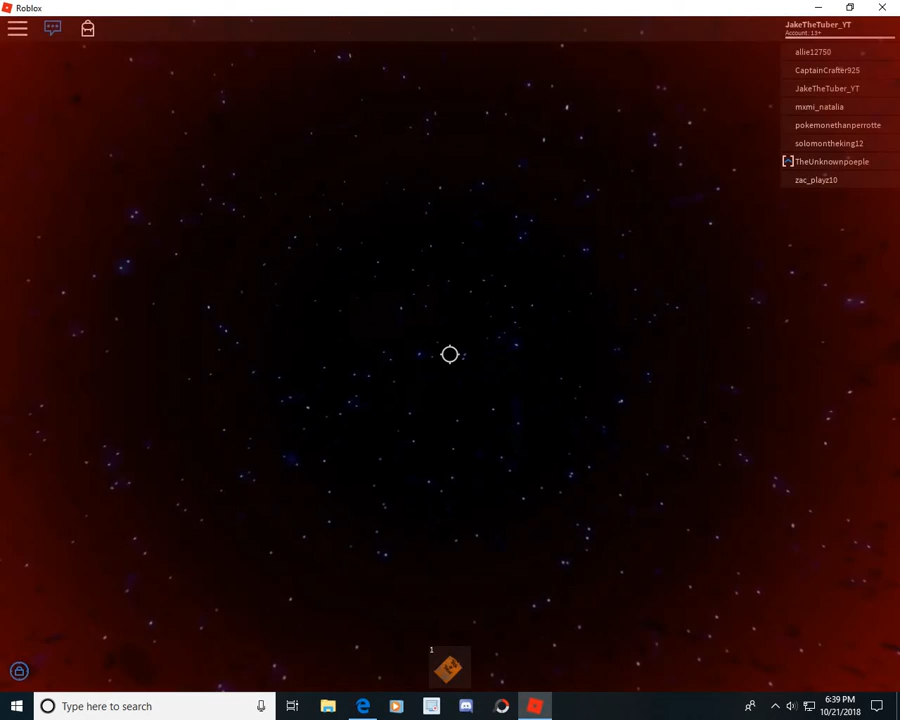 Roblox
JakeTheTuber_YT
Account: 13+
allie12750
CaptainCrafter925
JakeTheTuber_YT
mxmi_natalia
pokemonethanperrotte
solomontheking12
TheUnknownpoeple
zac_playz10
1
Type here to search
6:39 PM
10/21/2018